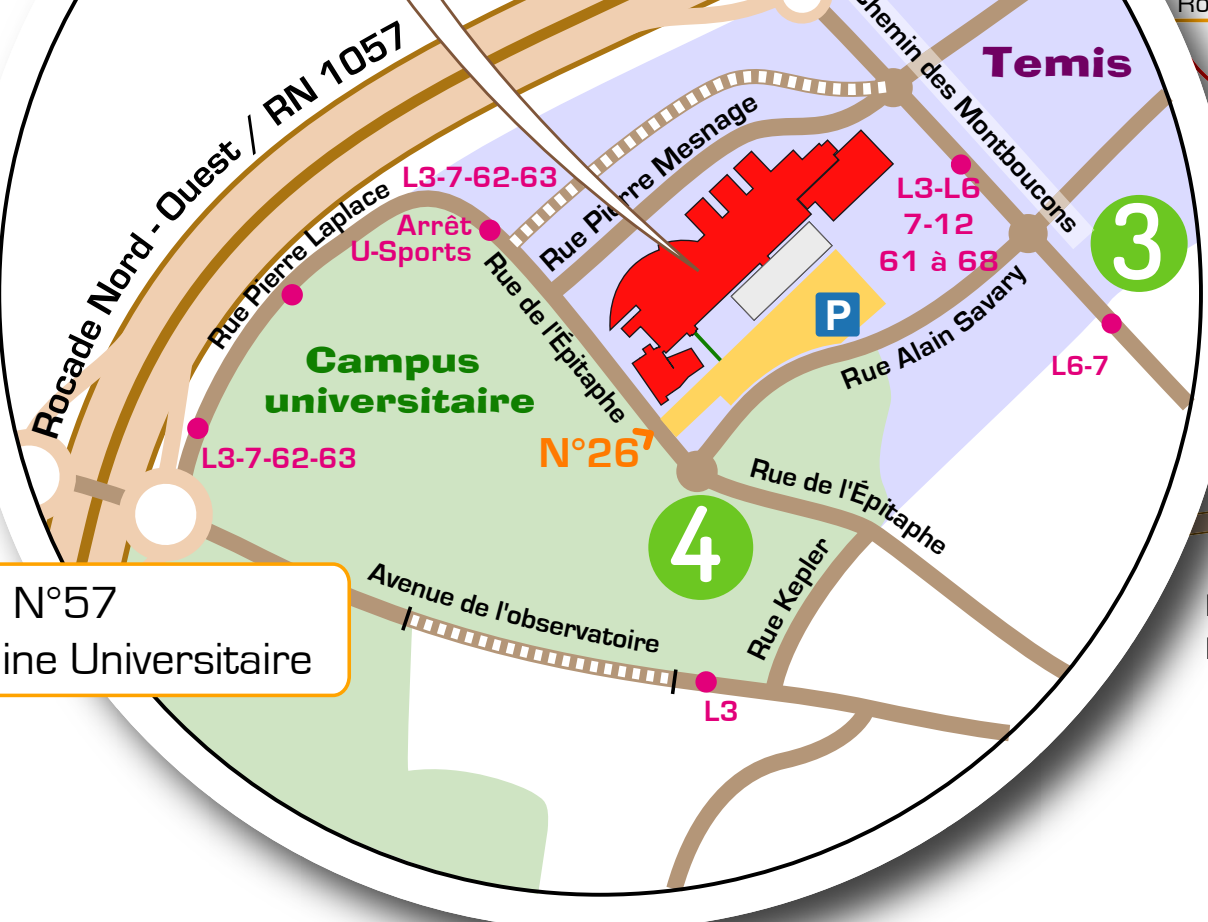 Ro
Chemin des Montboucons
Temis
Rocade Nord-Ouest / RN 1057
Rue Pierre Mesnage
L3-7-62-63
Arrêt
U-Sports
Rue Pierre Laplace
L3-L6
7-12
61 à 68
3
P
Rue de l'Épitaphe
Rue Alain Savary
L6-7
Campus
universitaire
L3-7-62-63
N°26
Rue de l'Épitaphe
4
Rue Kepler
Avenue de l'observatoire
N°57
ine Universitaire
L3